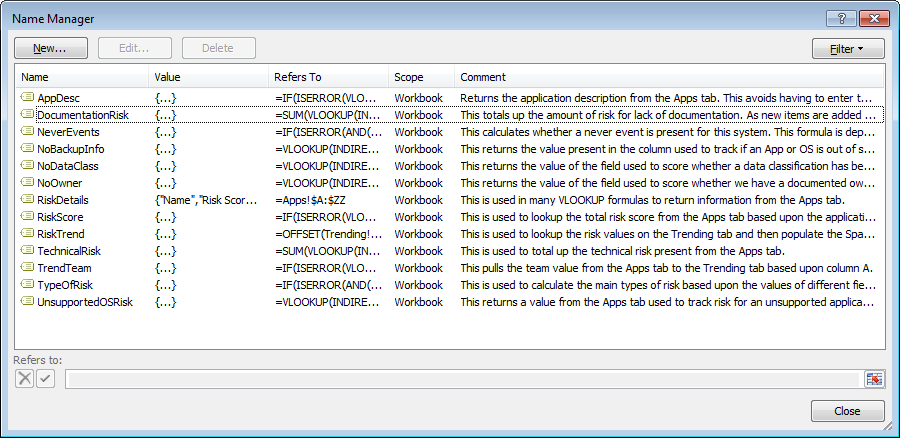 Name Manager
New... Edit... Delete Filter
Name Value Refers To Scope Comment
AppDesc {...} =IF(ISERROR(VLO... Workbook Returns the application description from the Apps tab. This avoids having to enter t...
DocumentationRisk {...} =SUM(VLOOKUP(IN... Workbook This totals up the amount of risk for lack of documentation. As new items are added ...
NeverEvents {...} =IF(ISERROR(AND(... Workbook This calculates whether a never event is present for this system. This formula is dep...
NoBackupInfo {...} =VLOOKUP(INDIRE... Workbook This returns the value present in the column used to track if an App or OS is out of s...
NoDataClass {...} =VLOOKUP(INDIRE... Workbook This returns the value of the field used to score whether a data classification has be...
NoOwner {...} =VLOOKUP(INDIRE... Workbook This returns the value of the field used to score whether we have a documented ow...
RiskDetails {"Name","Risk Scor... =Apps!$A:$ZZ Workbook This is used in many VLOOKUP formulas to return information from the Apps tab.
RiskScore {...} =IF(ISERROR(VLO... Workbook This is used to lookup the total risk score from the Apps tab based upon the applicati...
RiskTrend {...} =OFFSET(Trending!... Workbook This is used to lookup the risk values on the Trending tab and then populate the Spa...
TechnicalRisk {...} =SUM(VLOOKUP(IN... Workbook This is used to total up the technical risk present from the Apps tab.
TrendTeam {...} =IF(ISERROR(VLO... Workbook This pulls the team value from the Apps tab to the Trending tab based upon column A.
TypeOfRisk {...} =IF(ISERROR(AND(... Workbook This is used to calculate the main types of risk based upon the values of different fie...
UnsupportedOSRisk {...} =VLOOKUP(INDIRE... Workbook This returns a value from the Apps tab used to track risk for an unsupported applica...
Refers to:
Close